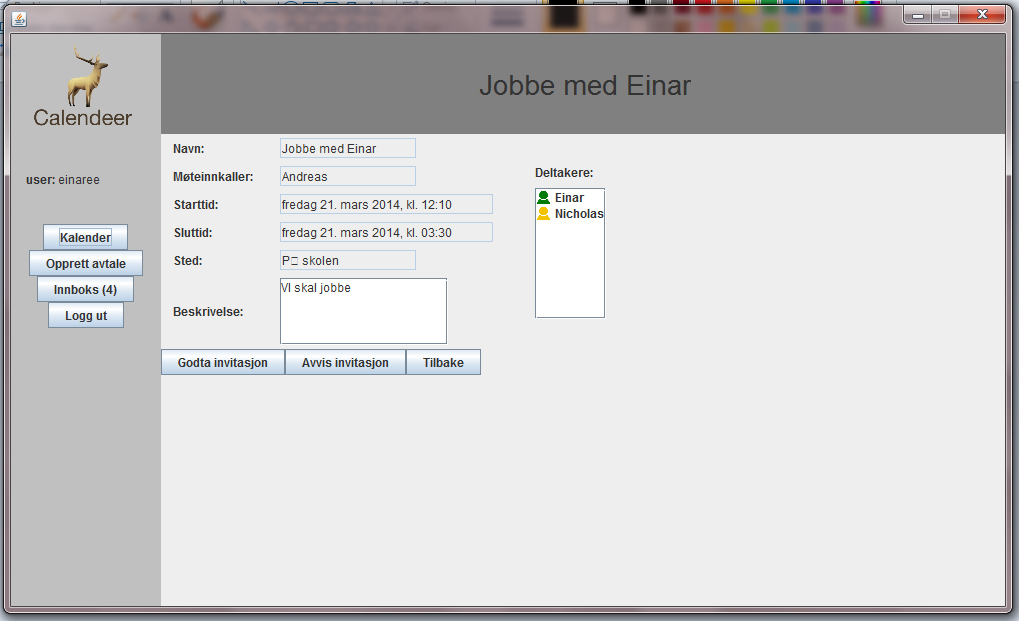 Calendeer
Jobbe med Einar
user: einaree
Kalender
Opprett avtale
Innboks (4)
Logg ut
Navn: Jobbe med Einar
Møteinnkaller: Andreas
Starttid: fredag 21. mars 2014, kl. 12:10
Sluttid: fredag 21. mars 2014, kl. 03:30
Sted: P□ skolen
Beskrivelse: VI skal jobbe
Deltakere:
Einar
Nicholas
Godta invitasjon Avvis invitasjon Tilbake